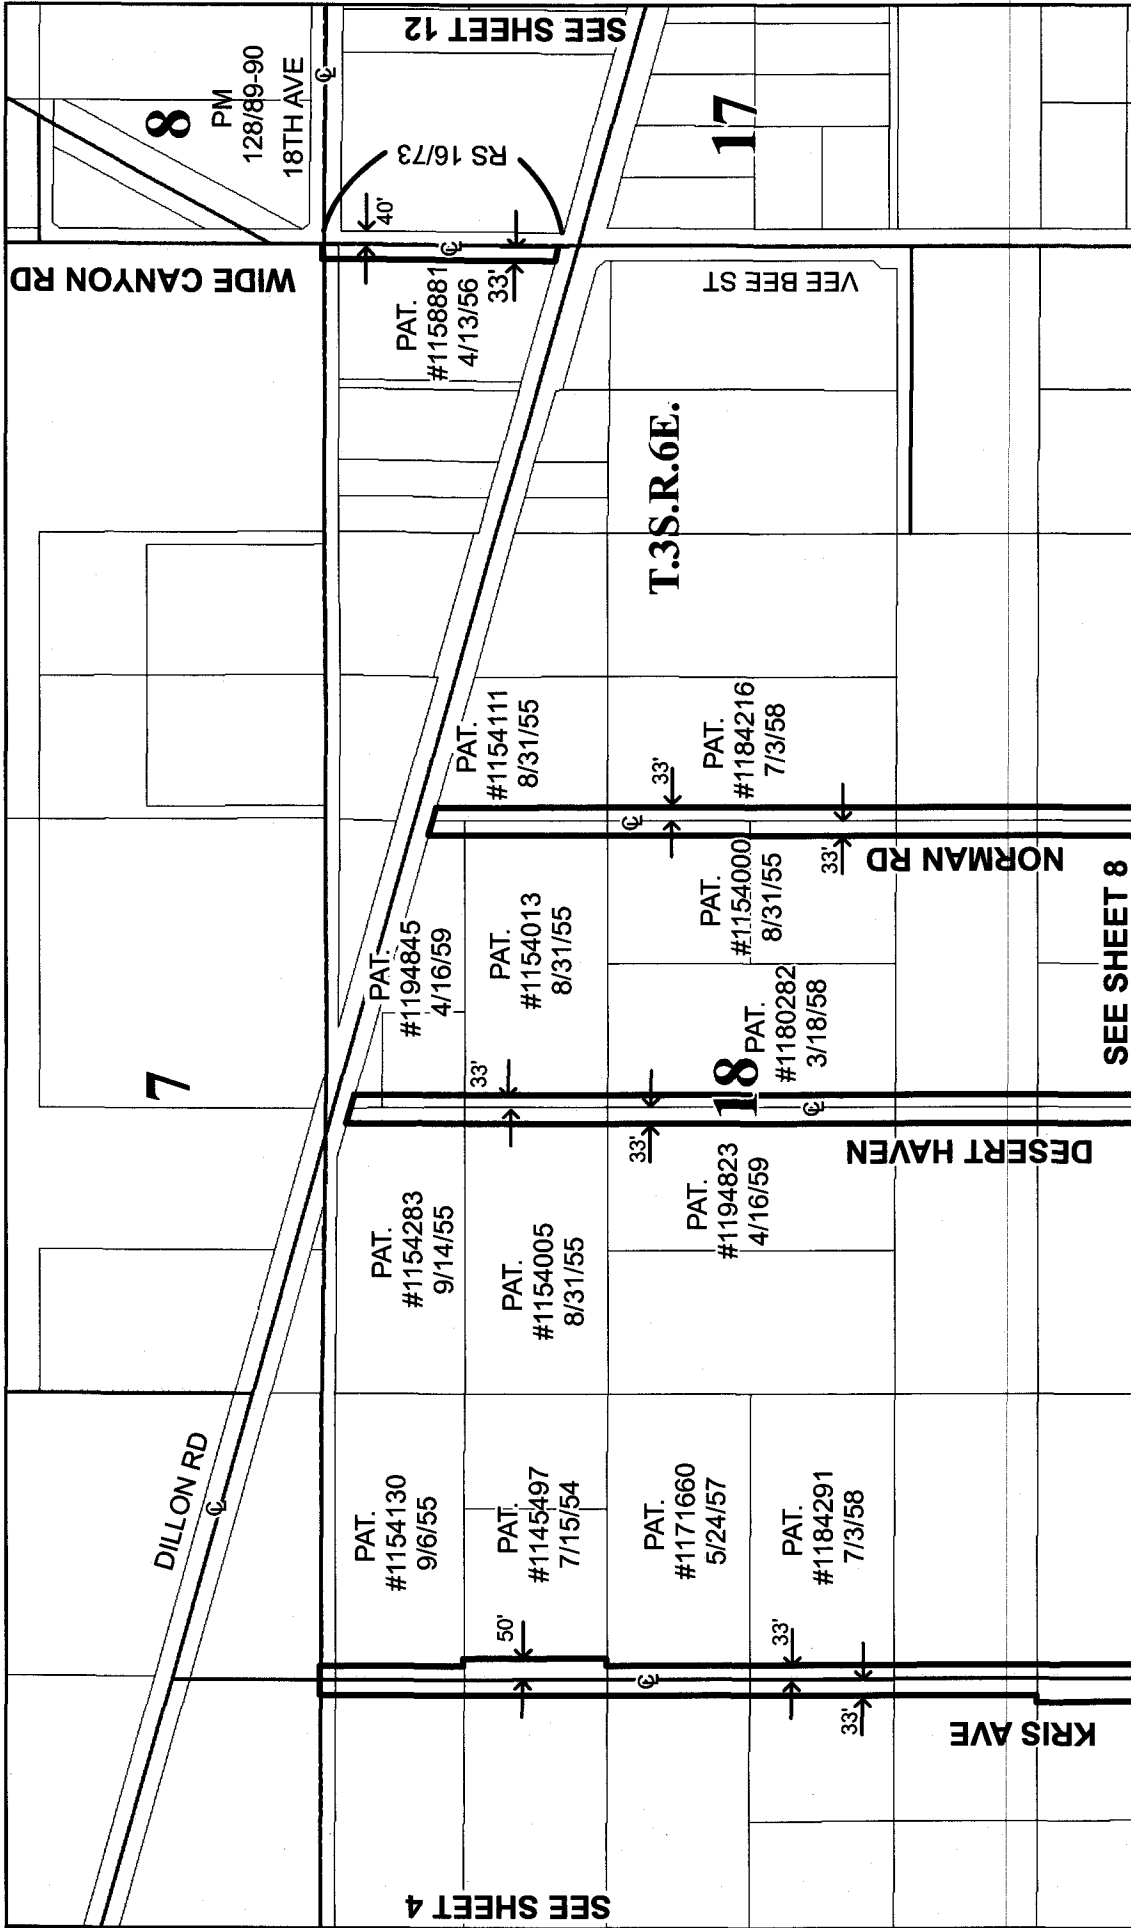 SEE SHEET 4
DILLON RD
7
8
PM
128/89-90
18TH AVE
℄
WIDE CANYON RD
SEE SHEET 12
RS 16/73
40'
℄
33'
PAT.
#1158881
4/13/56
17
VEE BEE ST
T.3S.R.6E.
℄
PAT.
#1154130
9/6/55
PAT.
#1154283
9/14/55
PAT.
#1194845
4/16/59
PAT.
#1154111
8/31/55
50'
PAT.
#1145497
7/15/54
PAT.
#1154005
8/31/55
33'
PAT.
#1154013
8/31/55
℄
PAT.
#1171660
5/24/57
33'
PAT.
#1194823
4/16/59
18
PAT.
#1180282
3/18/58
PAT.
#1154000
8/31/55
℄
33'
PAT.
#1184216
7/3/58
33'
33'
PAT.
#1184291
7/3/58
℄
33'
KRIS AVE
DESERT HAVEN
NORMAN RD
SEE SHEET 8